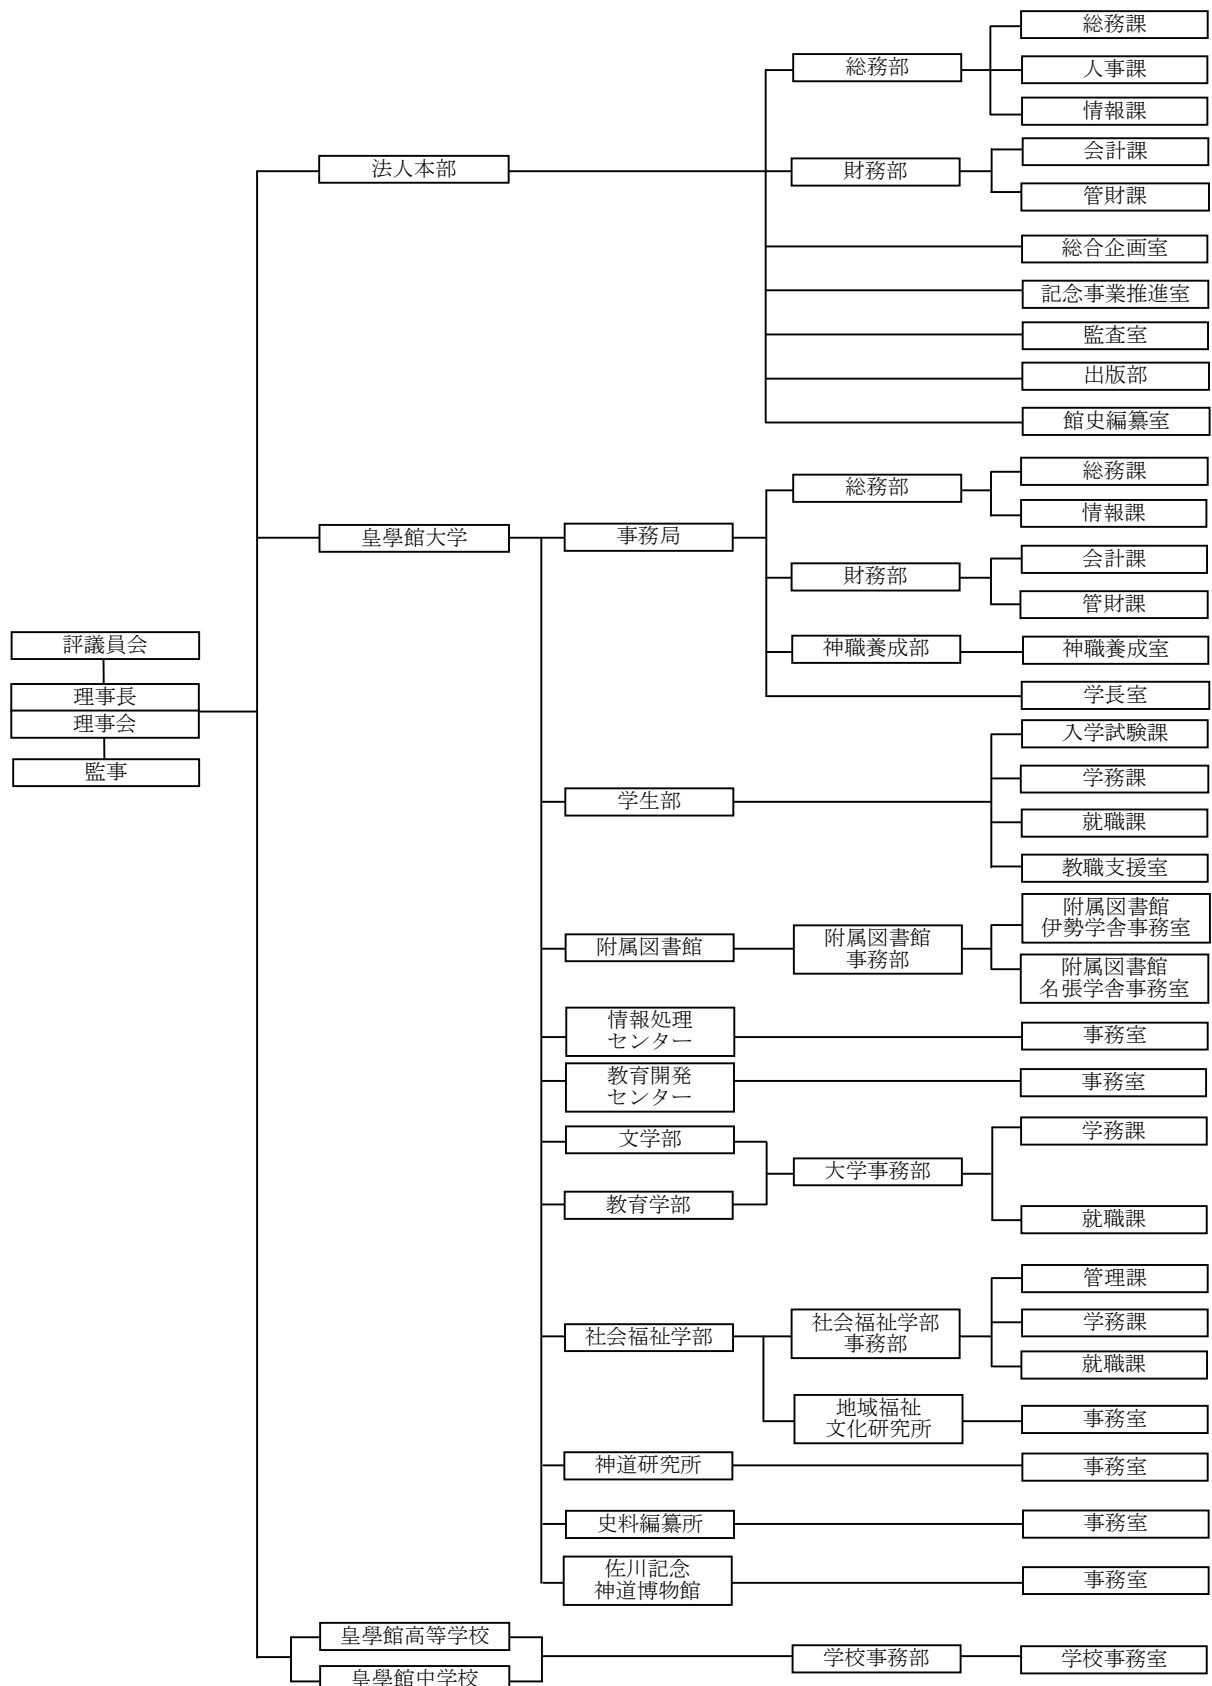 評議員会
理事長
理事会
監事
法人本部
総務部
総務課
人事課
情報課
財務部
会計課
管財課
総合企画室
記念事業推進室
監査室
出版部
館史編纂室
皇學館大学
事務局
総務部
総務課
情報課
財務部
会計課
管財課
神職養成部
神職養成室
学長室
学生部
入学試験課
学務課
就職課
教職支援室
附属図書館
附属図書館
事務部
附属図書館
伊勢学舎事務室
附属図書館
名張学舎事務室
情報処理
センター
事務室
教育開発
センター
事務室
文学部
教育学部
大学事務部
学務課
就職課
社会福祉学部
社会福祉学部
事務部
管理課
学務課
就職課
地域福祉
文化研究所
事務室
神道研究所
事務室
史料編纂所
事務室
佐川記念
神道博物館
事務室
皇學館高等学校
皇學館中学校
学校事務部
学校事務室